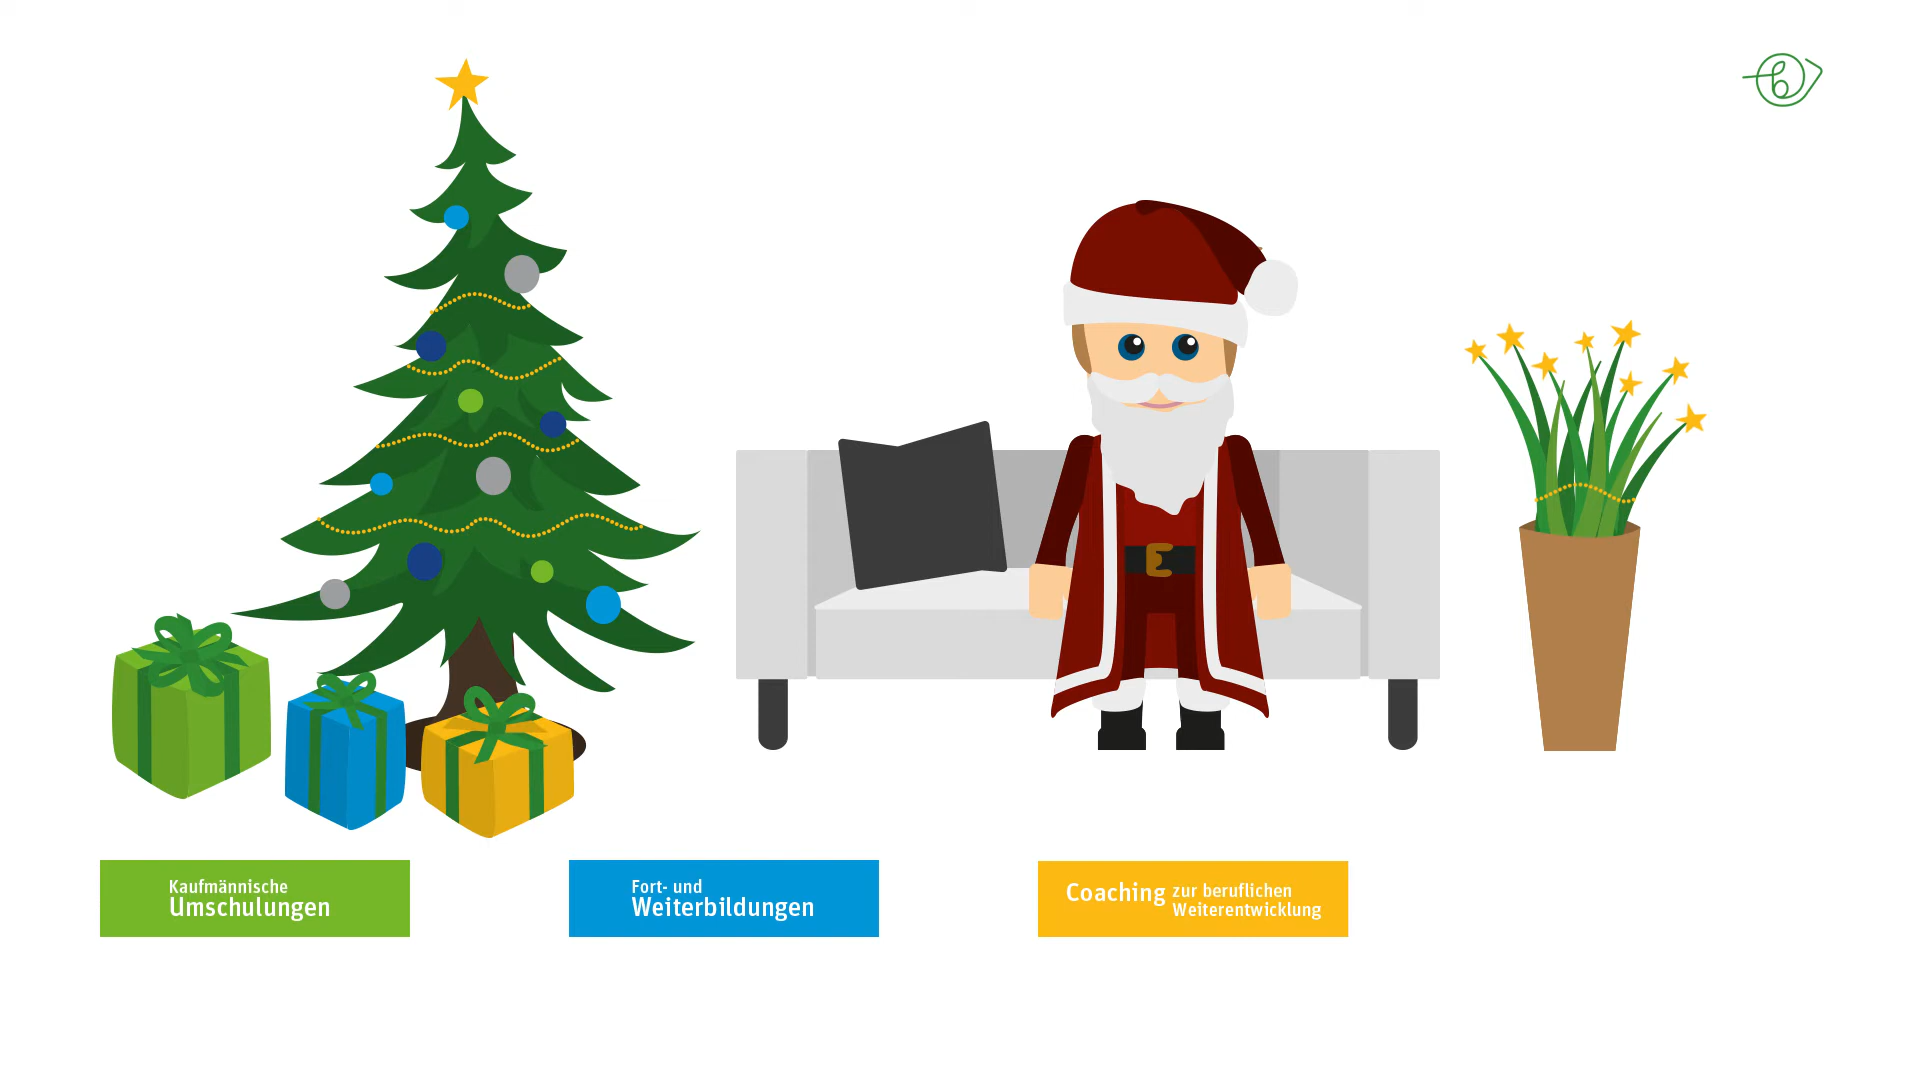 Kaufmännische
Umschulungen
Fort- und
Weiterbildungen
Coaching zur beruflichen
Weiterentwicklung